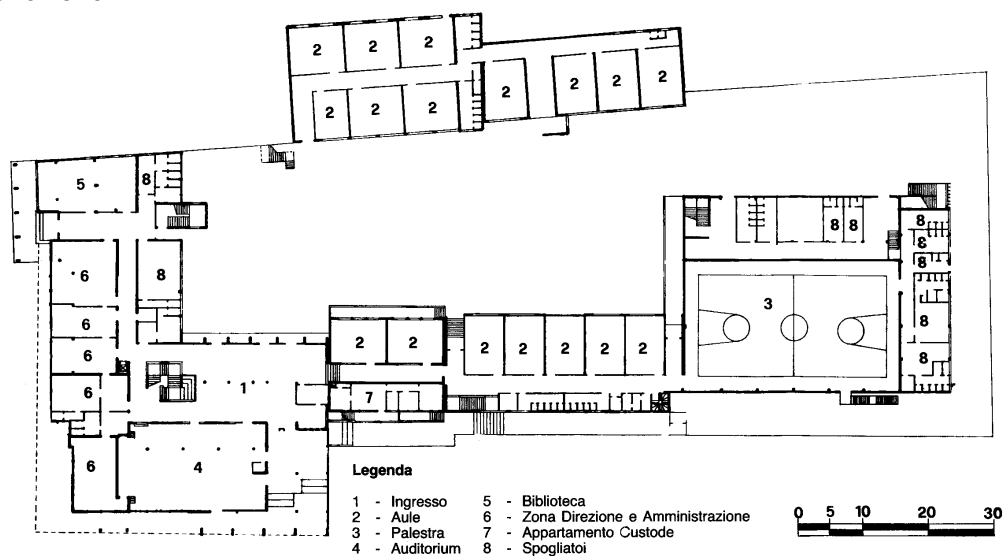 2 2 2
2 2 2 2 2 2 2
5 8
8 8 8
8
8
6 8
8
3
6 8
2 2 2 2 2 2 2
6 8
6 1 7
6 4
Legenda
1 - Ingresso
2 - Aule
3 - Palestra
4 - Auditorium
5 - Biblioteca
6 - Zona Direzione e Amministrazione
7 - Appartamento Custode
8 - Spogliatoi
0 5 10 20 30